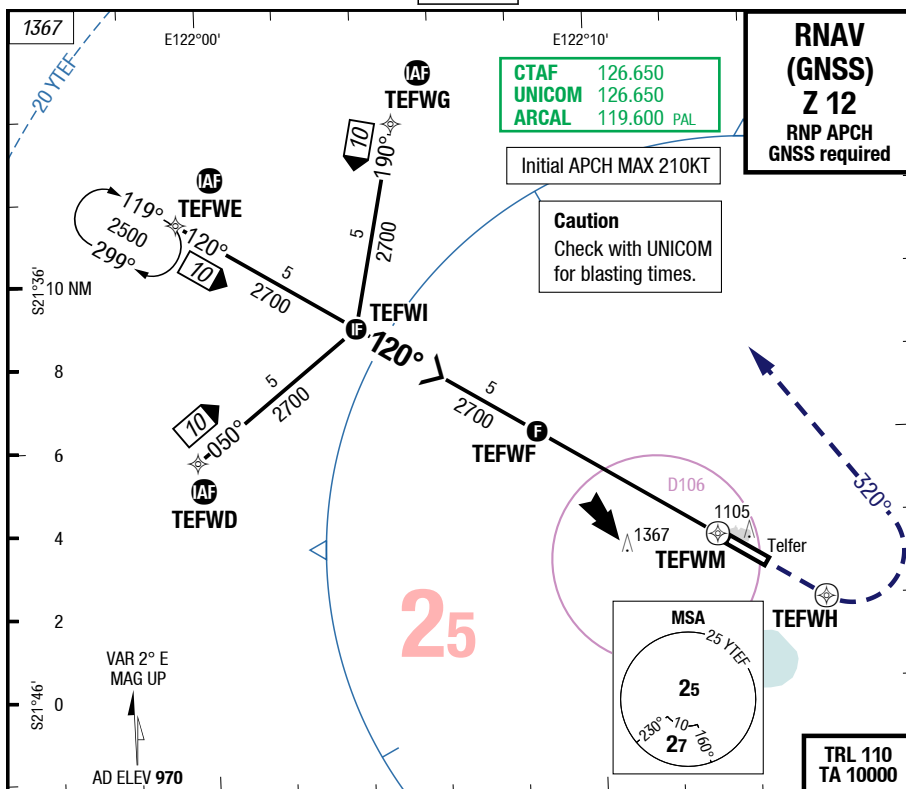 1367
E122°00'
E122°10'
RNAV
(GNSS)
Z 12
RNP APCH
GNSS required
20 YTEF
IAF
TEFWG
CTAF 126.650
UNICOM 126.650
ARCAL 119.600 PAL
10
190°
Initial APCH MAX 210KT
IAF
TEFWE
119°
2500
299°
120°
10
5
2700
5
2700
Caution
Check with UNICOM
for blasting times.
S21°36'
10 NM
TEFWI
IF
120°
5
2700
8
5
2700
10
050°
IAF
TEFWD
6
F
TEFWF
D106
320°
4
1367
1105
TEFWM
Telfer
TEFWH
25
2
MSA
25 YTEF
25
230°
10
160°
27
VAR 2° E
MAG UP
S21°46'
0
AD ELEV 970
TRL 110
TA 10000